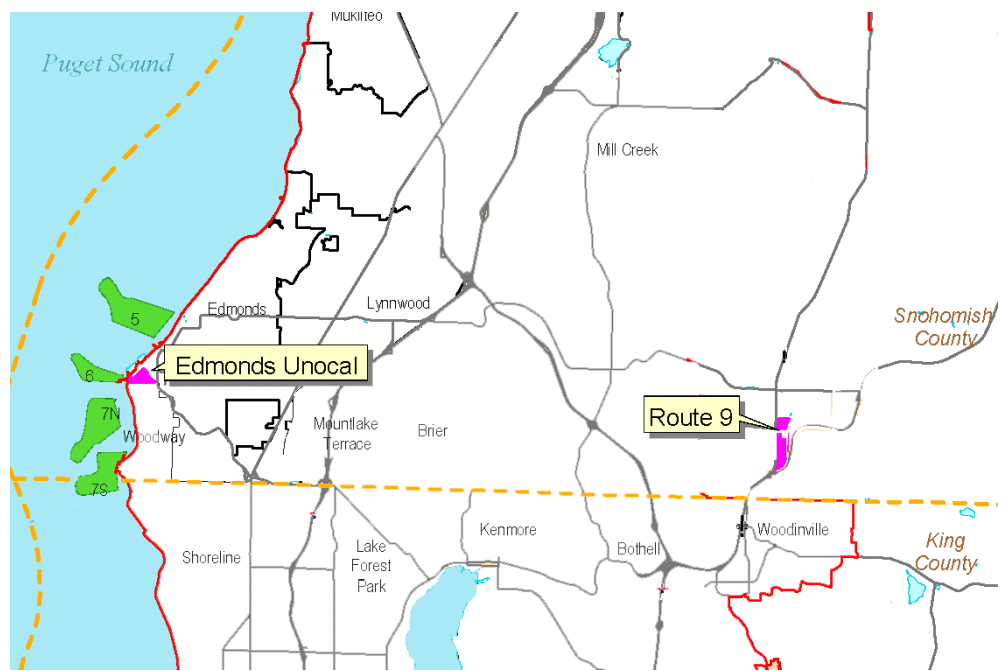 Mukilteo
Puget Sound
Mill Creek
Edmonds
Lynnwood
5
Snohomish
County
Edmonds Unocal
6
7N
Route 9
Woodway
Mountlake
Terrace
Brier
7S
Shoreline
Lake
Forest
Park
Kenmore
Bothell
Woodinville
King
County